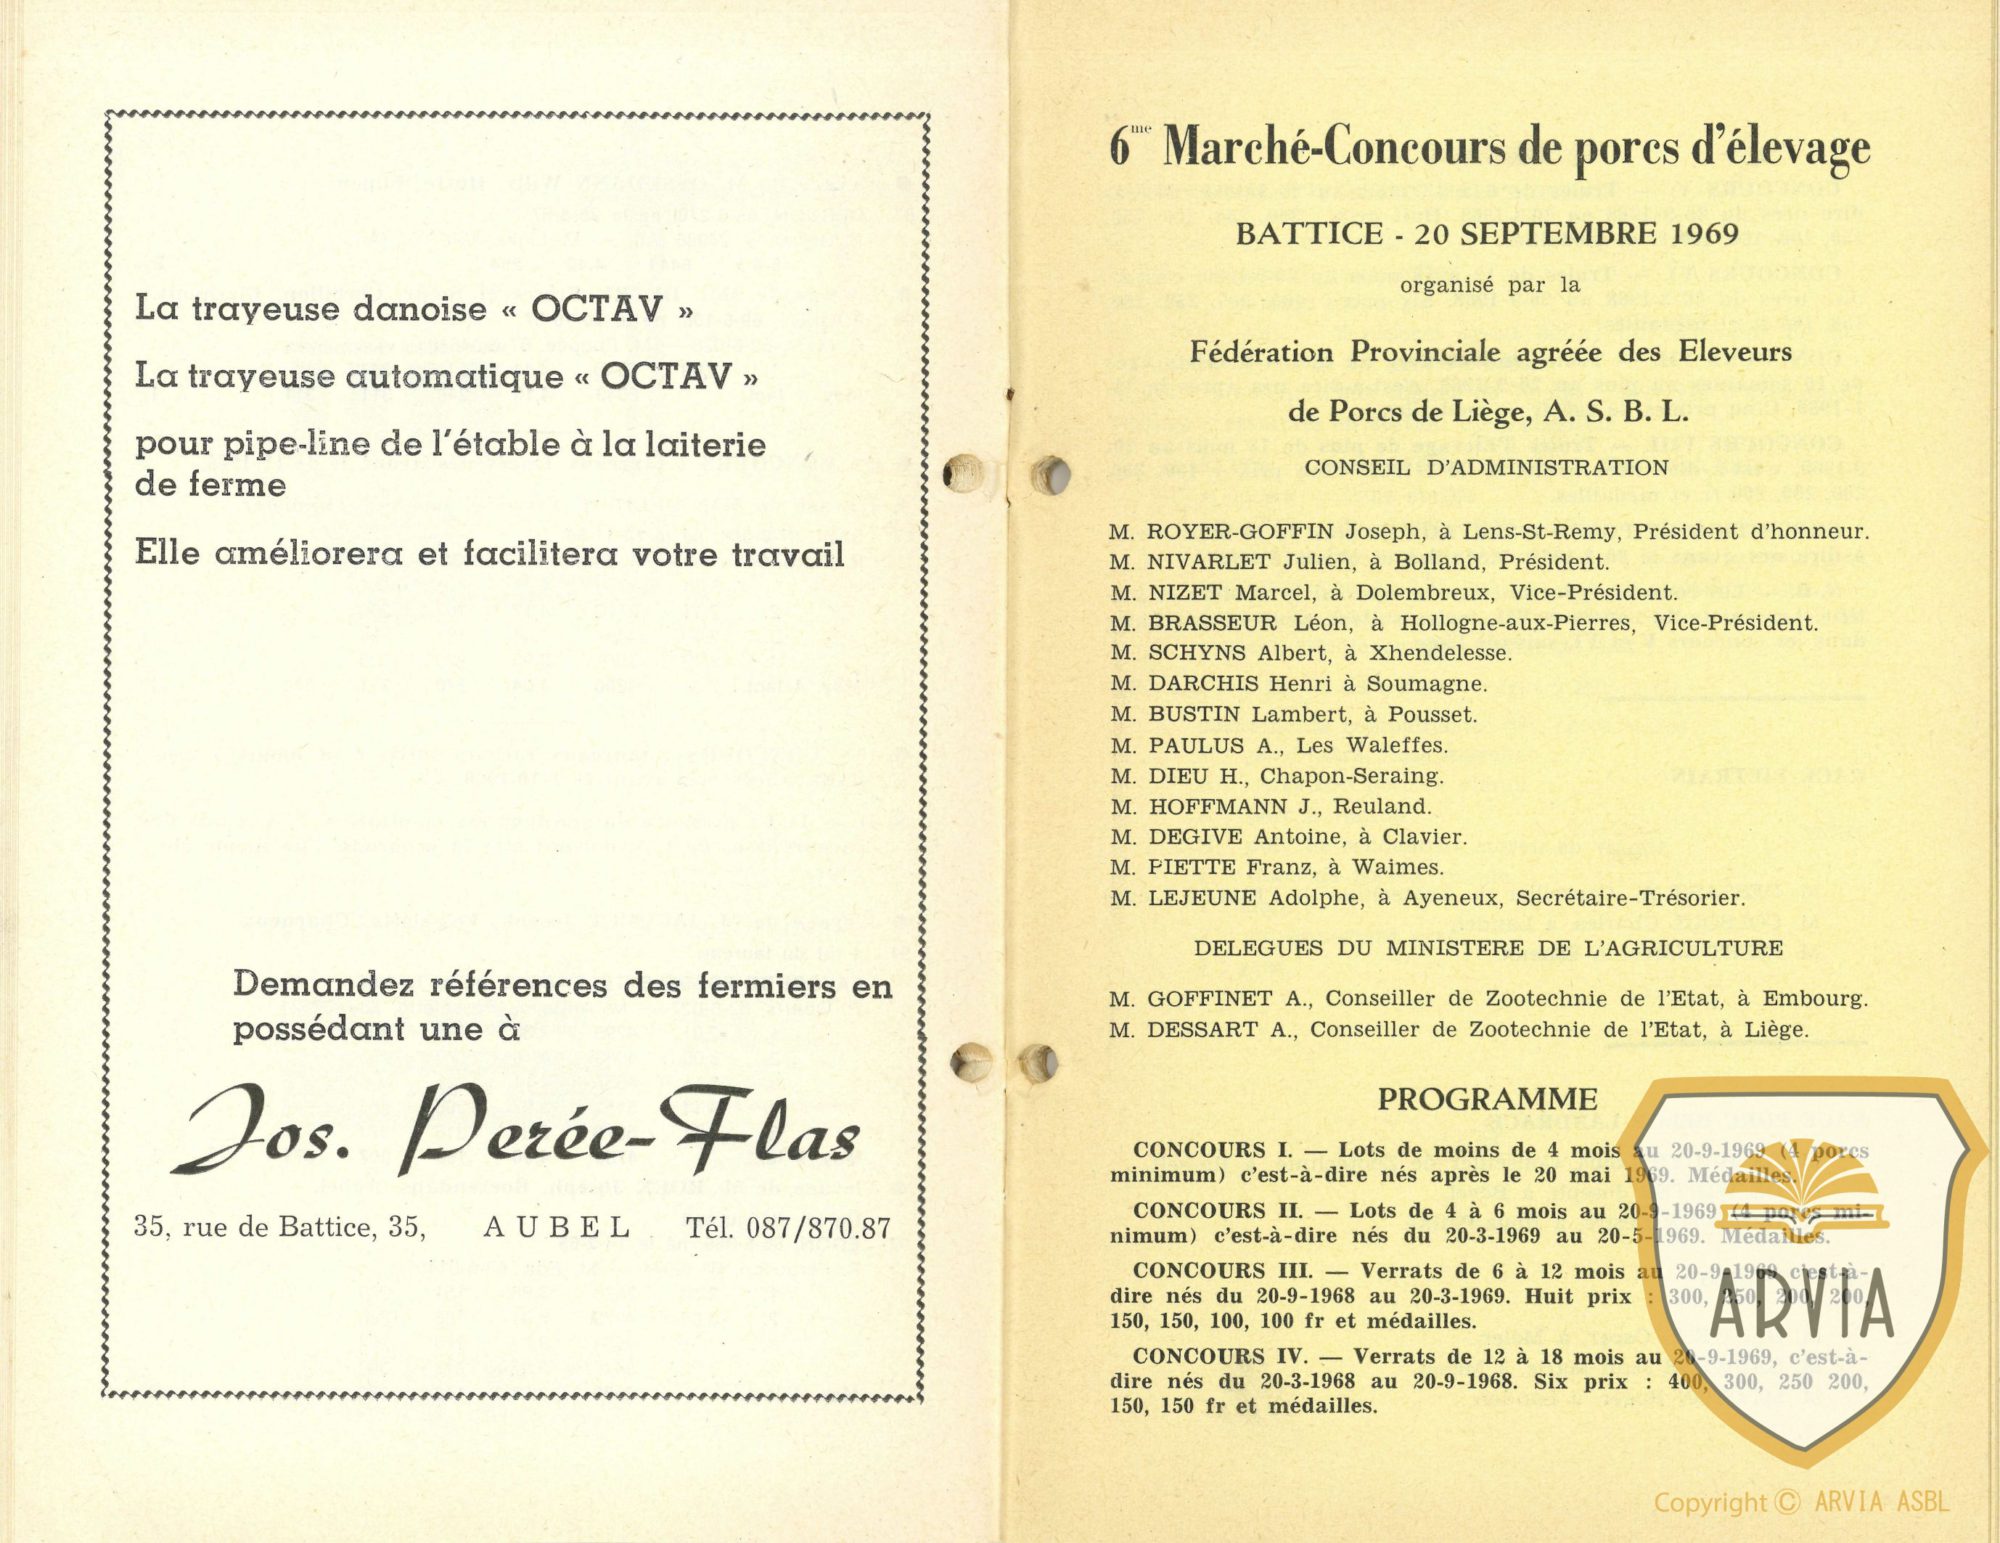 La trayeuse danoise « OCTAV »
La trayeuse automatique « OCTAV »
pour pipe-line de l'étable à la laiterie
de ferme
Elle améliorera et facilitera votre travail
Demandez références des fermiers en
possédant une à
Jos. Perée-Flas
35, rue de Battice, 35, AUBEL Tél. 087/870.87
6me Marché-Concours de porcs d'élevage
BATTICE - 20 SEPTEMBRE 1969
organisé par la
Fédération Provinciale agréée des Eleveurs
de Porcs de Liège, A. S. B. L.
CONSEIL D'ADMINISTRATION
M. ROYER-GOFFIN Joseph, à Lens-St-Remy, Président d'honneur.
M. NIVARLET Julien, à Bolland, Président.
M. NIZET Marcel, à Dolembreux, Vice-Président.
M. BRASSEUR Léon, à Hollogne-aux-Pierres, Vice-Président.
M. SCHYNS Albert, à Xhendelesse.
M. DARCHIS Henri à Soumagne.
M. BUSTIN Lambert, à Pousset.
M. PAULUS A., Les Waleffes.
M. DIEU H., Chapon-Seraing.
M. HOFFMANN J., Reuland.
M. DEGIVE Antoine, à Clavier.
M. PIETTE Franz, à Waimes.
M. LEJEUNE Adolphe, à Ayeneux, Secrétaire-Trésorier.
DELEGUES DU MINISTERE DE L'AGRICULTURE
M. GOFFINET A., Conseiller de Zootechnie de l'Etat, à Embourg.
M. DESSART A., Conseiller de Zootechnie de l'Etat, à Liège.
PROGRAMME
CONCOURS I. — Lots de moins de 4 mois au 20-9-1969 (4 porcs
minimum) c'est-à-dire nés après le 20 mai 1969. Médailles.
CONCOURS II. — Lots de 4 à 6 mois au 20-9-1969 (4 porcs mi-
nimum) c'est-à-dire nés du 20-3-1969 au 20-5-1969. Médailles.
CONCOURS III. — Verrats de 6 à 12 mois au 20-9-1969 c'est-à-
dire nés du 20-9-1968 au 20-3-1969. Huit prix : 300, 250, 200, 200,
150, 150, 100, 100 fr et médailles.
CONCOURS IV. — Verrats de 12 à 18 mois au 20-9-1969, c'est-à-
dire nés du 20-3-1968 au 20-9-1968. Six prix : 400, 300, 250 200,
150, 150 fr et médailles.
ARVIA
Copyright © ARVIA ASBL